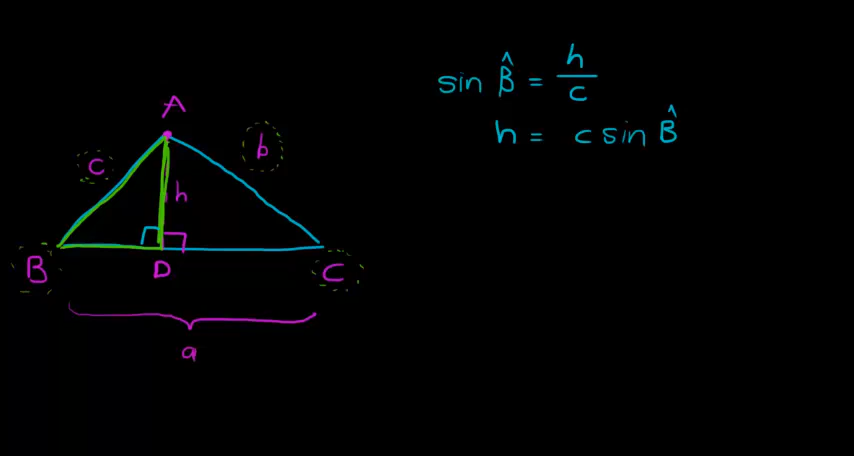 sin B̂ = h/c
h = c sin B̂
A
c
b
h
B
D
C
a